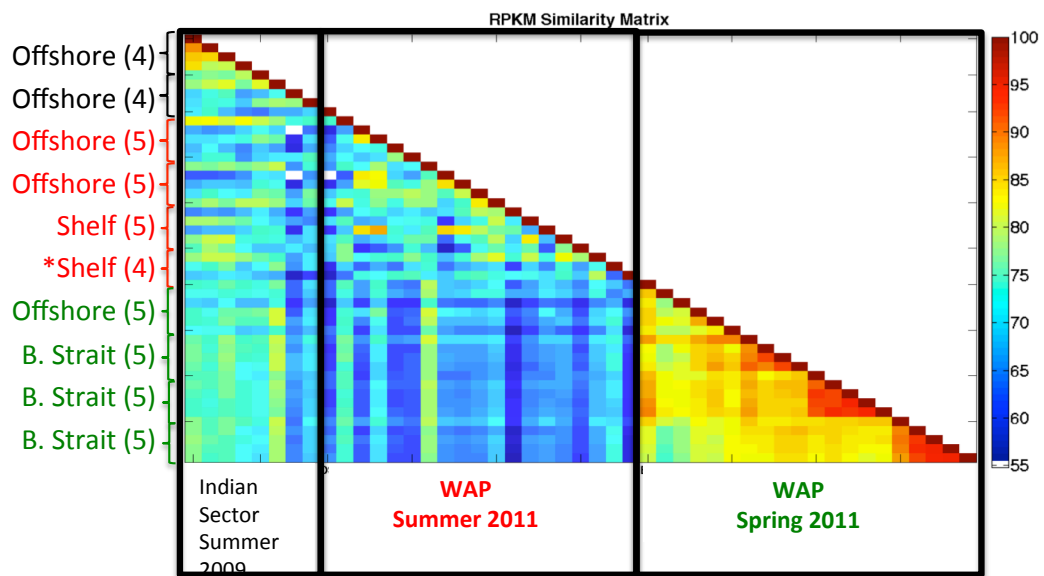 RPKM Similarity Matrix
Offshore (4)
Offshore (4)
Offshore (5)
Offshore (5)
Shelf (5)
*Shelf (4)
Offshore (5)
B. Strait (5)
B. Strait (5)
B. Strait (5)
100
95
90
85
80
75
70
65
60
55
Indian
Sector
Summer
2009
WAP
Summer 2011
WAP
Spring 2011